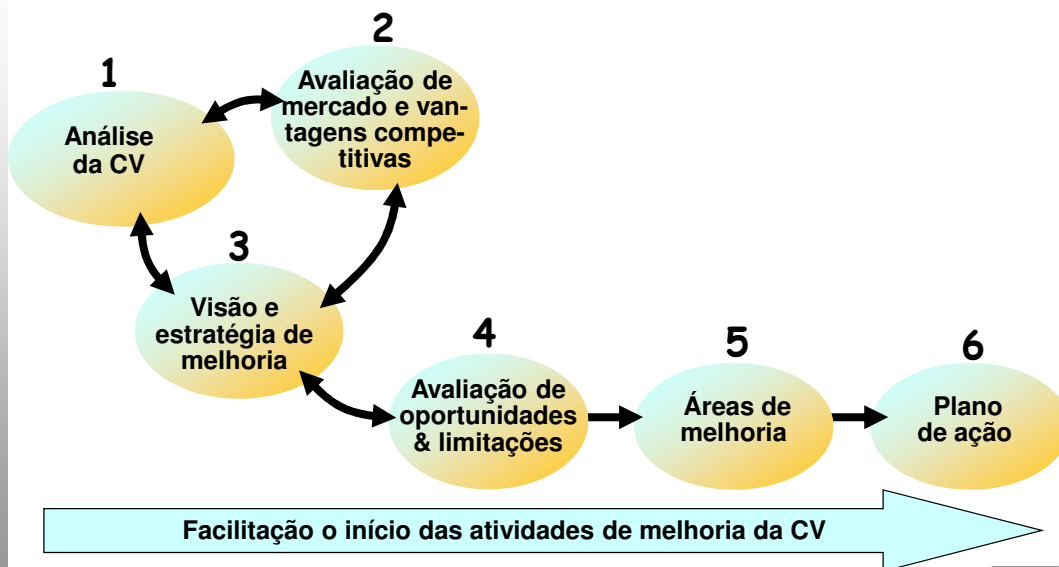 1
Análise
da CV
2
Avaliação de
mercado e van-
tagens compe-
titivas
3
Visão e
estratégia de
melhoria
4
Avaliação de
oportunidades
& limitações
5
Áreas de
melhoria
6
Plano
de ação
Facilitação o início das atividades de melhoria da CV